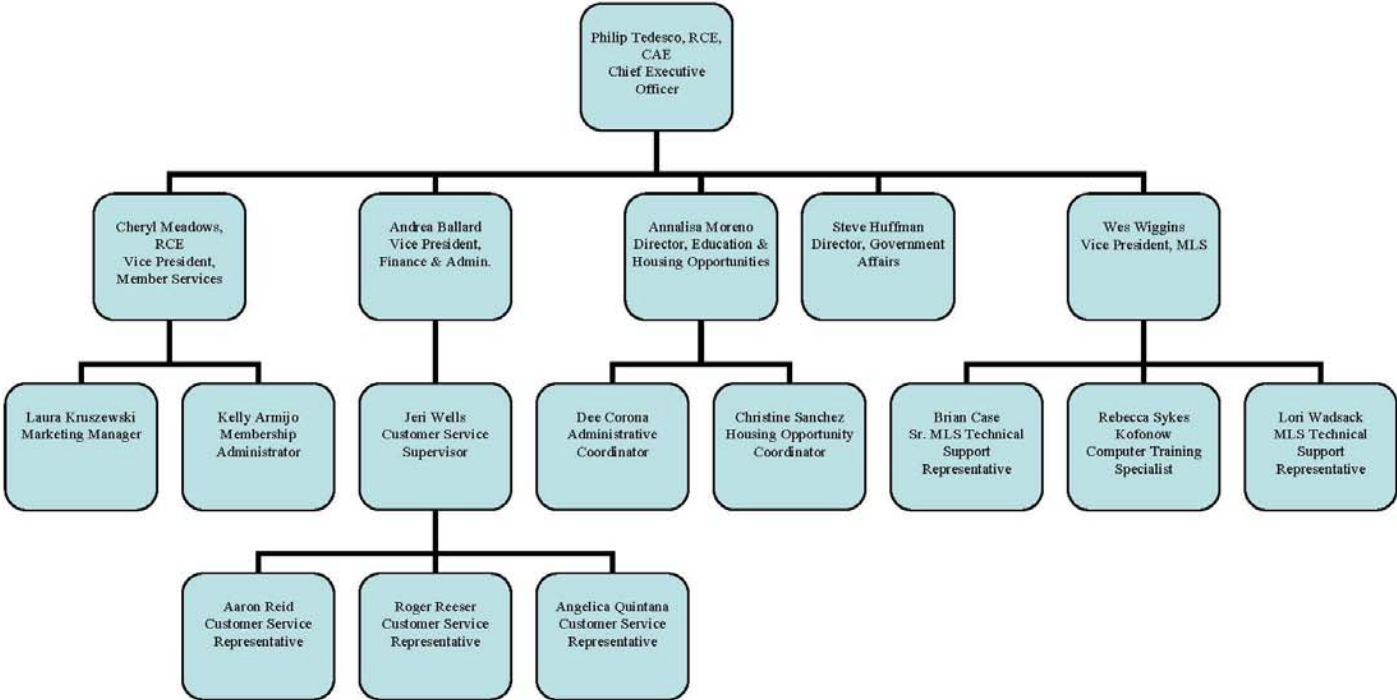 Philip Tedesco, RCE,
CAE
Chief Executive
Officer
Cheryl Meadows,
RCE
Vice President,
Member Services
Andrea Ballard
Vice President,
Finance & Admin.
Annalisa Moreno
Director, Education &
Housing Opportunities
Steve Huffman
Director, Government
Affairs
Wes Wiggins
Vice President, MLS
Laura Kruszewski
Marketing Manager
Kelly Armijo
Membership
Administrator
Jeri Wells
Customer Service
Supervisor
Dee Corona
Administrative
Coordinator
Christine Sanchez
Housing Opportunity
Coordinator
Brian Case
Sr. MLS Technical
Support
Representative
Rebecca Sykes
Kofonow
Computer Training
Specialist
Lori Wadsack
MLS Technical
Support
Representative
Aaron Reid
Customer Service
Representative
Roger Reeser
Customer Service
Representative
Angelica Quintana
Customer Service
Representative